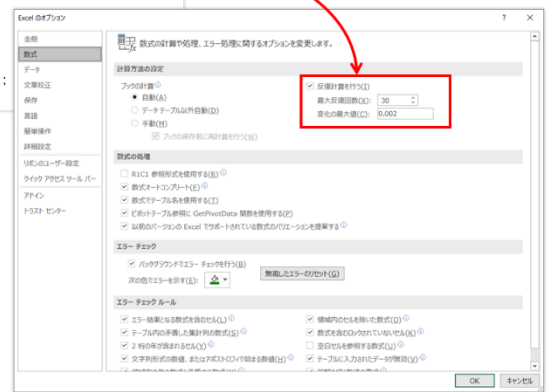 Excel のオプション
? ×
全般
数式
データ
;
文章校正
保存
言語
簡単操作
詳細設定
リボンのユーザー設定
クイック アクセス ツール バー
アドイン
トラスト センター
数式の計算や処理、エラー処理に関するオプションを変更します。
計算方法の設定
ブックの計算
自動(A)
データ テーブル以外自動(D)
手動(M)
ブックの保存前に再計算を行う(W)
反復計算を行う(I)
最大反復回数(X): 30
変化の最大値(C): 0.002
数式の処理
R1C1 参照形式を使用する(R)
数式オートコンプリート(F)
数式でテーブル名を使用する(T)
ピボットテーブル参照に GetPivotData 関数を使用する(P)
以前のバージョンの Excel でサポートされている数式のバリエーションを提案する
エラー チェック
バックグラウンドでエラー チェックを行う(B)
次の色でエラーを示す(E):
無視したエラーのリセット(G)
エラー チェック ルール
エラー結果となる数式を含むセル(L)
テーブル内の矛盾した集計列の数式(S)
2 桁の年が含まれるセル(Y)
文字列形式の数値、またはアポストロフィで始まる数値(H)
領域内のセルを除いた数式(O)
数式を含むロックされていないセル(K)
空白セルを参照する数式(U)
テーブルに入力されたデータが無効(V)
OK
キャンセル